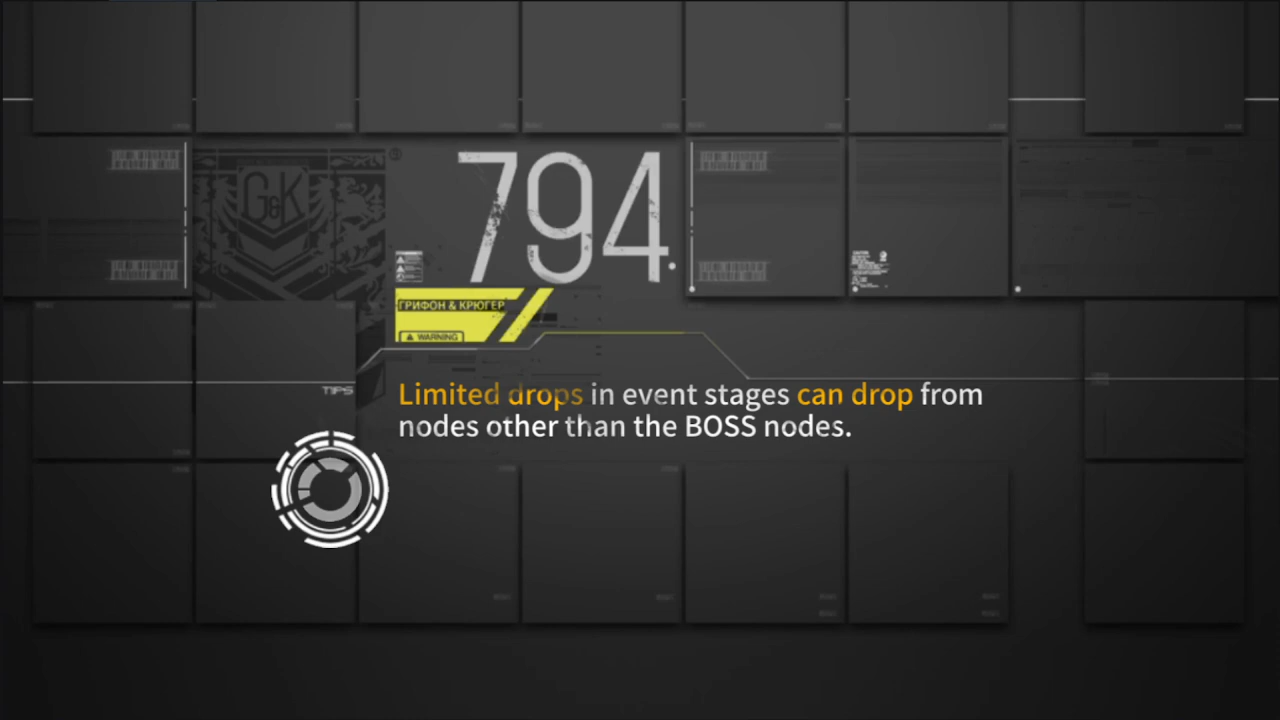 G&K
794.
ГРИФОН & КРЮГЕР
WARNING
TIPS
Limited drops in event stages can drop from
nodes other than the BOSS nodes.